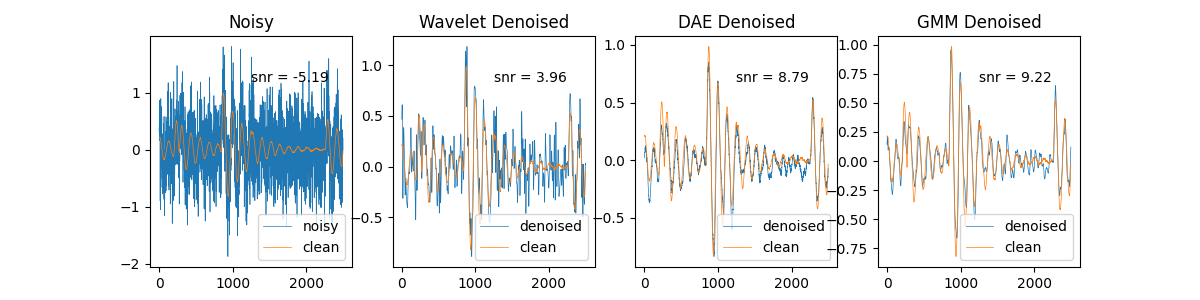 Noisy
snr = -5.19
1
0
−1
−2
noisy
clean
0
1000
2000
Wavelet Denoised
snr = 3.96
1.0
0.5
0.0
−0.5
denoised
clean
0
1000
2000
DAE Denoised
snr = 8.79
1.0
0.5
0.0
−0.5
denoised
clean
0
1000
2000
GMM Denoised
snr = 9.22
1.00
0.75
0.50
0.25
0.00
−0.25
−0.50
−0.75
denoised
clean
0
1000
2000